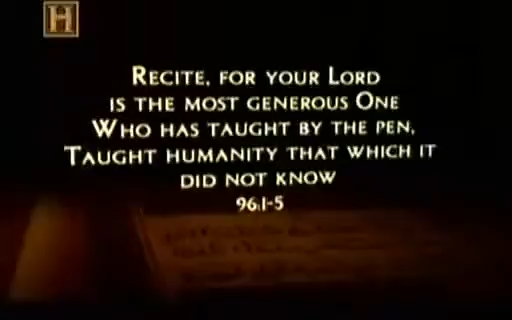 H
RECITE, FOR YOUR LORD
IS THE MOST GENEROUS ONE
WHO HAS TAUGHT BY THE PEN,
TAUGHT HUMANITY THAT WHICH IT
DID NOT KNOW
96:1-5